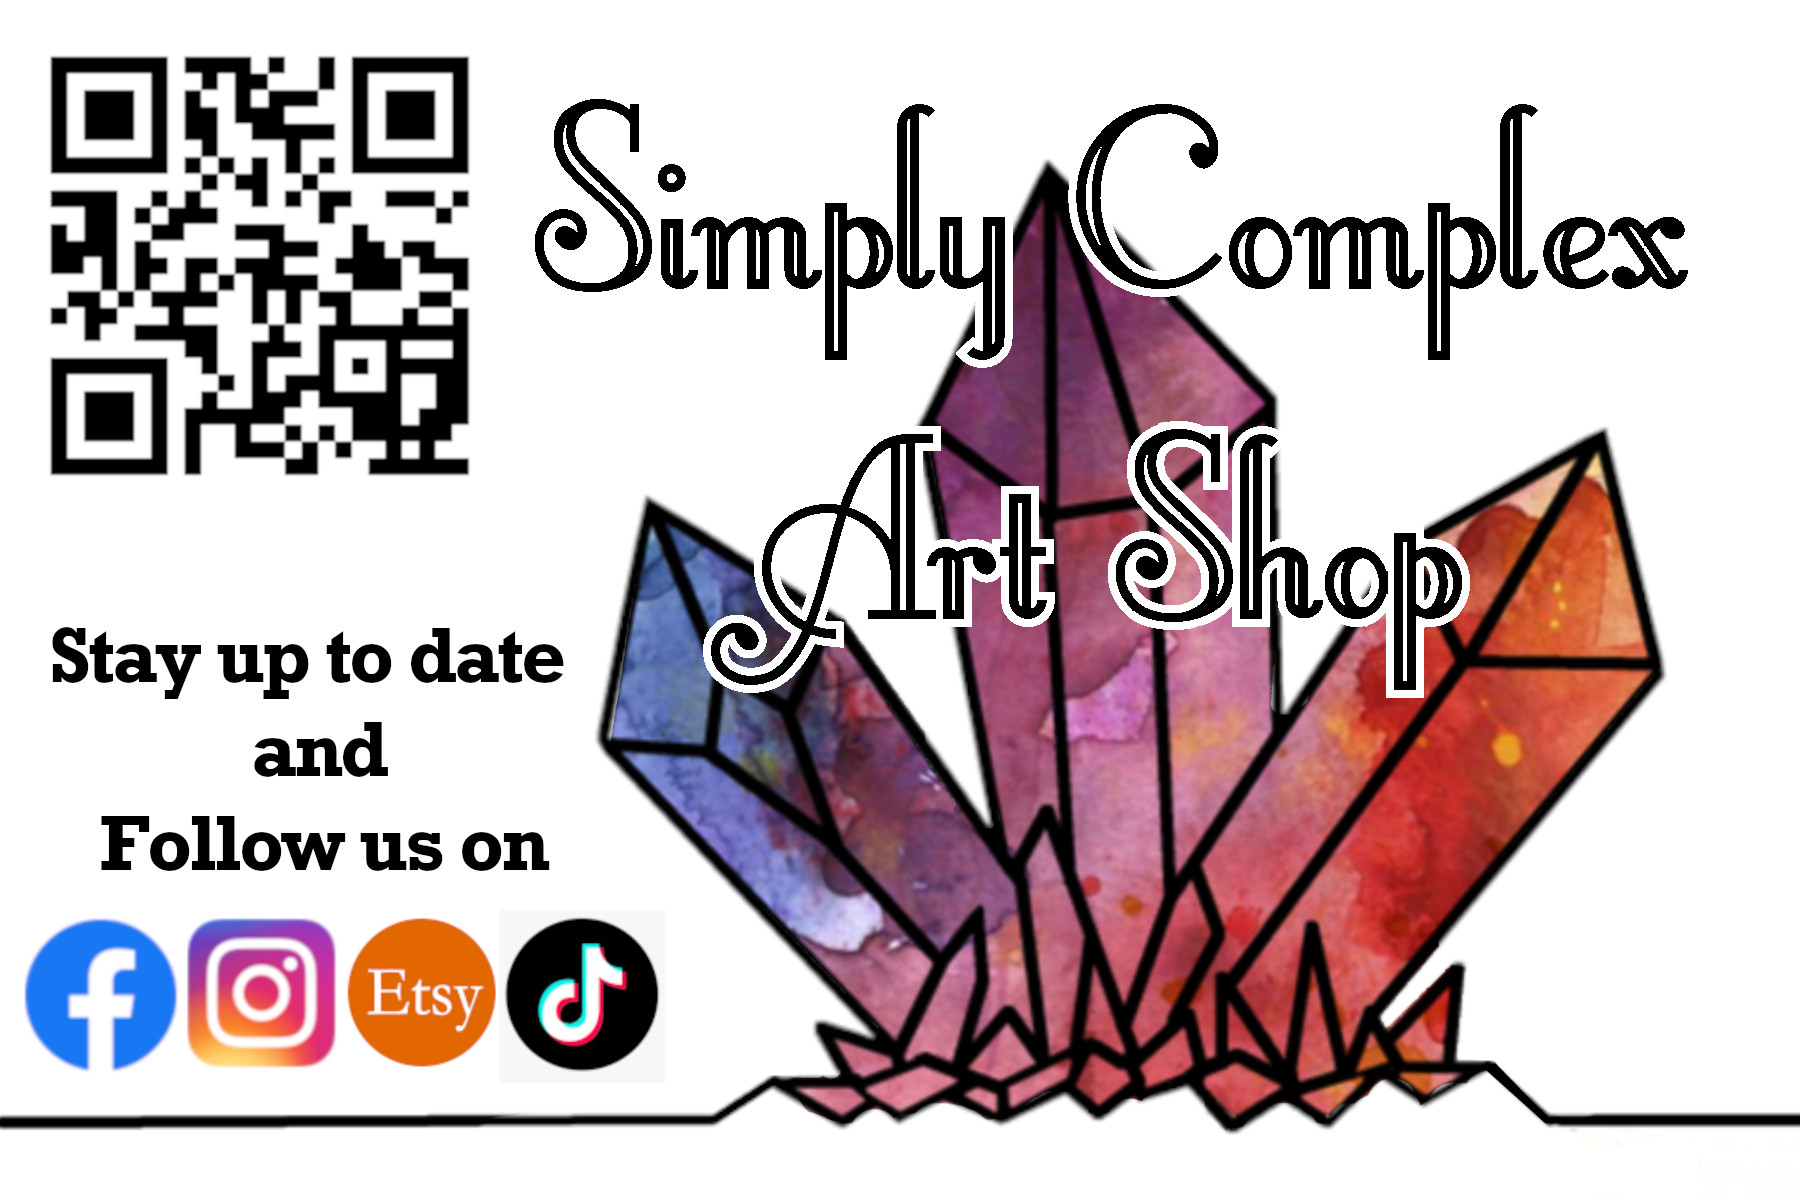 Simply Complex
Art Shop
Stay up to date
and
Follow us on
Etsy